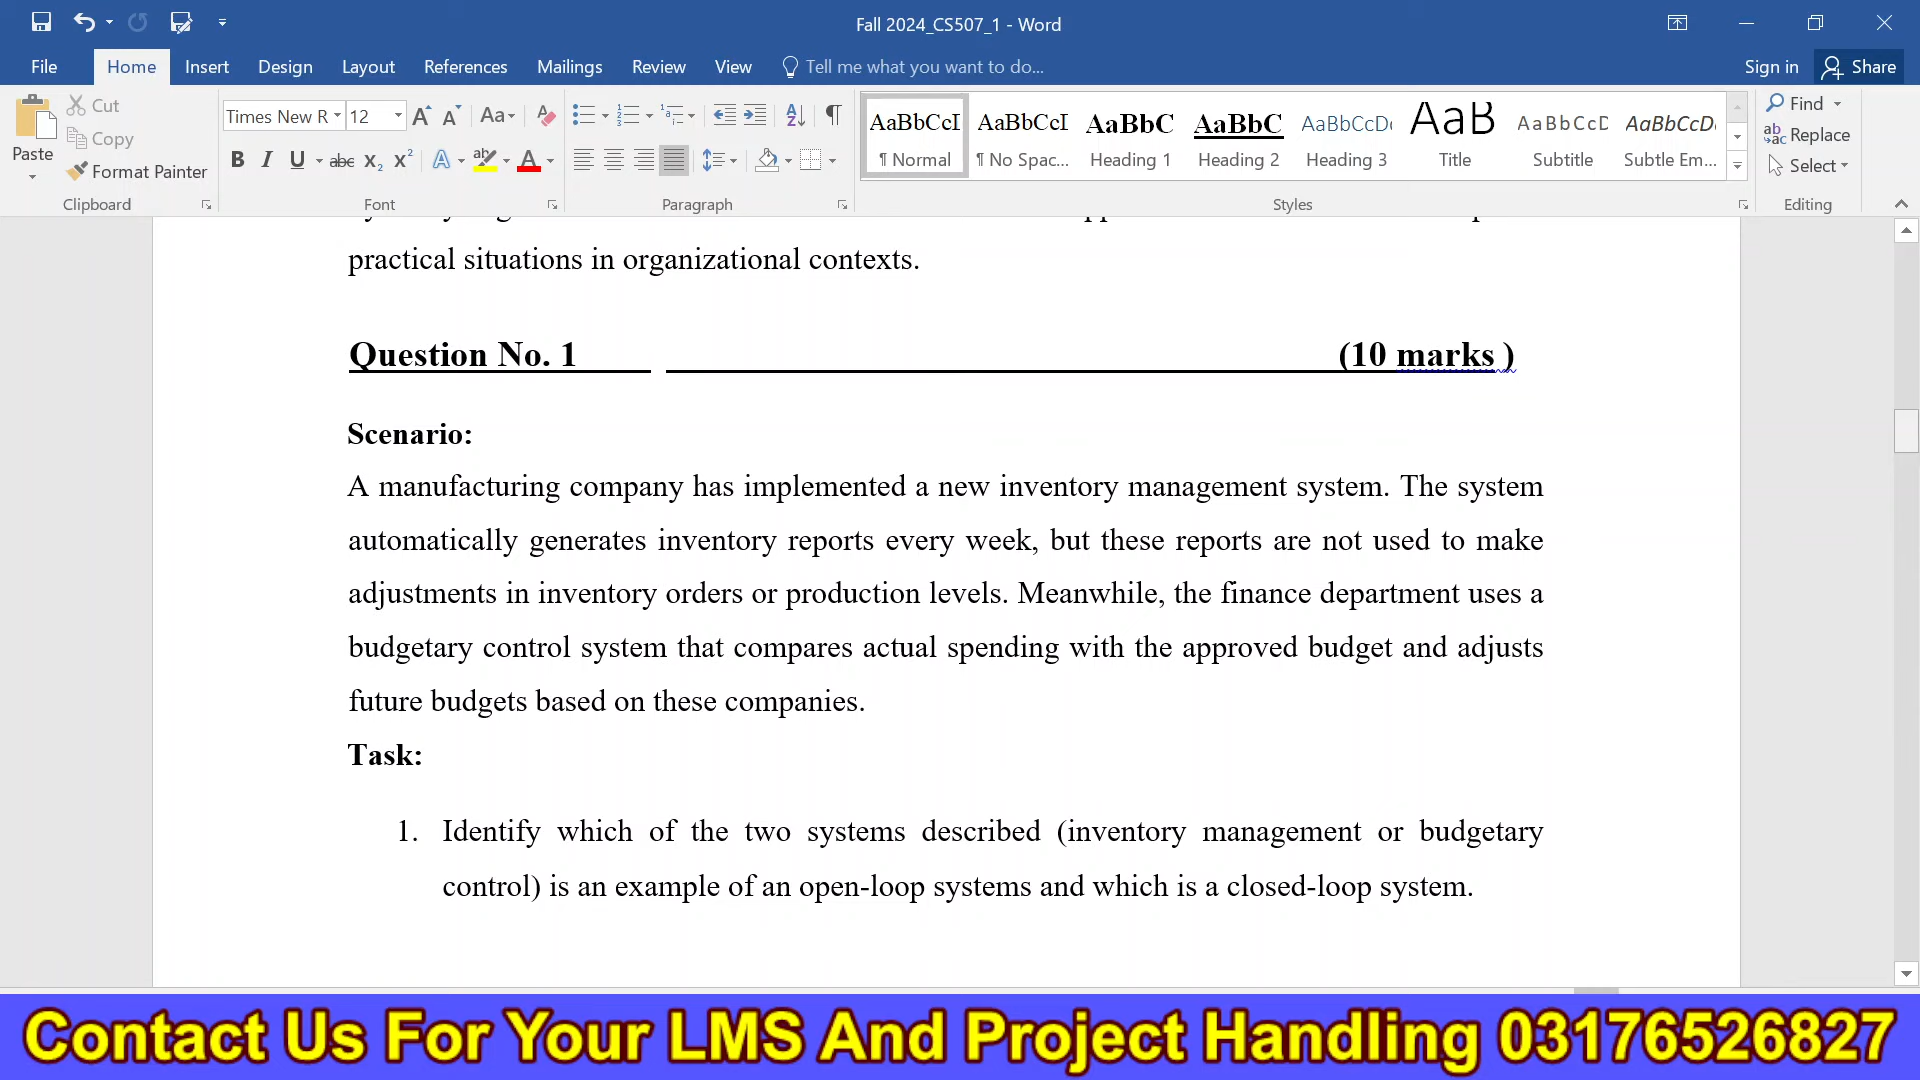 Fall 2024_CS507_1 - Word
File Home Insert Design Layout References Mailings Review View Tell me what you want to do... Sign in Share
Paste Cut Copy Format Painter
Times New R 12
AaBbCcI AaBbCcI AaBbC AaBbC AaBbCcDc AaB AaBbCcD AaBbCcD
¶ Normal ¶ No Spac... Heading 1 Heading 2 Heading 3 Title Subtitle Subtle Em...
Find Replace Select
Clipboard Font Paragraph Styles Editing
practical situations in organizational contexts.
Question No. 1 (10 marks )
Scenario:
A manufacturing company has implemented a new inventory management system. The system
automatically generates inventory reports every week, but these reports are not used to make
adjustments in inventory orders or production levels. Meanwhile, the finance department uses a
budgetary control system that compares actual spending with the approved budget and adjusts
future budgets based on these companies.
Task:
1. Identify which of the two systems described (inventory management or budgetary
control) is an example of an open-loop systems and which is a closed-loop system.
Contact Us For Your LMS And Project Handling 03176526827